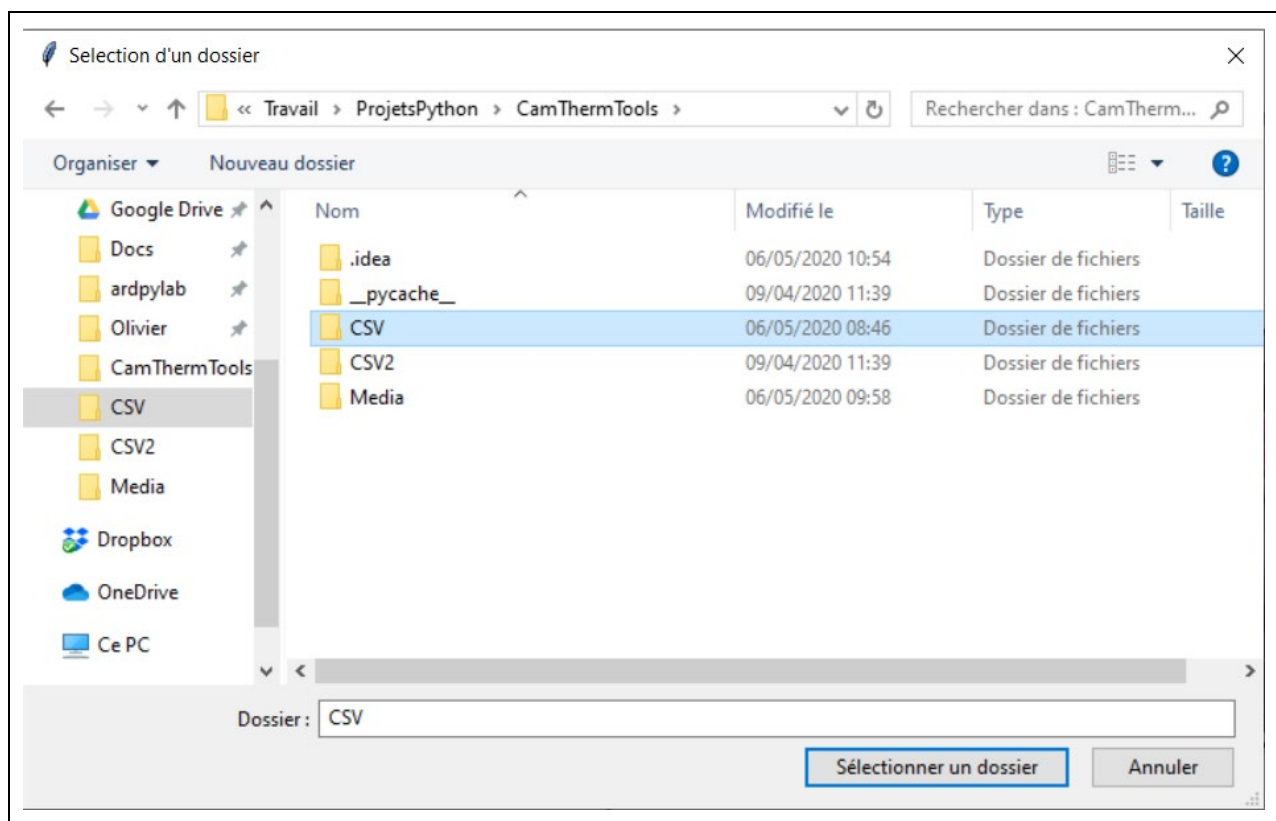 Selection d'un dossier
« Travail > ProjetsPython > CamThermTools >
Rechercher dans : CamTherm...
Organiser
Nouveau dossier
?
Google Drive
Docs
ardpylab
Olivier
CamThermTools
CSV
CSV2
Media
Dropbox
OneDrive
Ce PC
Nom Modifié le Type Taille
.idea 06/05/2020 10:54 Dossier de fichiers
__pycache__ 09/04/2020 11:39 Dossier de fichiers
CSV 06/05/2020 08:46 Dossier de fichiers
CSV2 09/04/2020 11:39 Dossier de fichiers
Media 06/05/2020 09:58 Dossier de fichiers
Dossier : CSV
Sélectionner un dossier Annuler